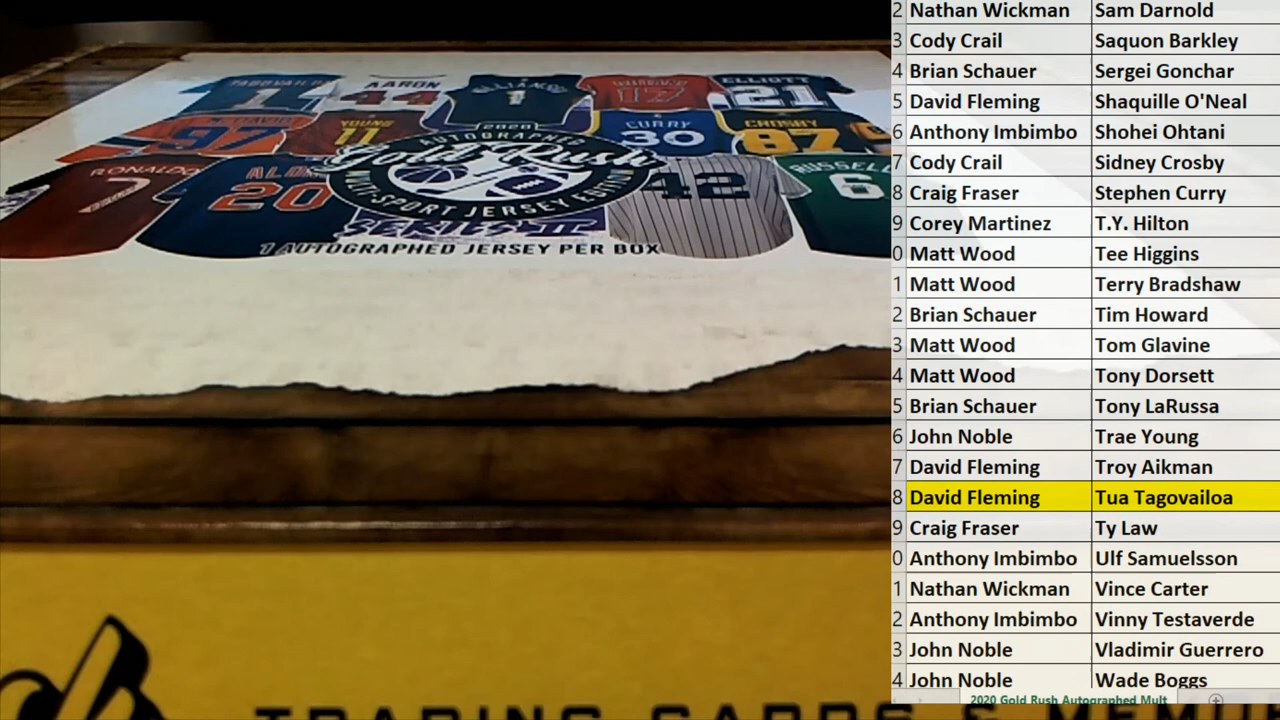 2 Nathan Wickman Sam Darnold
3 Cody Crail Saquon Barkley
4 Brian Schauer Sergei Gonchar
5 David Fleming Shaquille O'Neal
6 Anthony Imbimbo Shohei Ohtani
7 Cody Crail Sidney Crosby
8 Craig Fraser Stephen Curry
9 Corey Martinez T.Y. Hilton
0 Matt Wood Tee Higgins
1 Matt Wood Terry Bradshaw
2 Brian Schauer Tim Howard
3 Matt Wood Tom Glavine
4 Matt Wood Tony Dorsett
5 Brian Schauer Tony LaRussa
6 John Noble Trae Young
7 David Fleming Troy Aikman
8 David Fleming Tua Tagovailoa
9 Craig Fraser Ty Law
0 Anthony Imbimbo Ulf Samuelsson
1 Nathan Wickman Vince Carter
2 Anthony Imbimbo Vinny Testaverde
3 John Noble Vladimir Guerrero
4 John Noble Wade Boggs
2020 Gold Rush Autographed Mult
1
AARON
44
1
17
ELLIOTT
21
97
YOUNG
11
CURRY
30
CROSBY
87
RONALDO
7
20
42
RUSSELL
6
2020
AUTOGRAPHED
Gold Rush
MULTI-SPORT JERSEY EDITION
SERIES II
1 AUTOGRAPHED JERSEY PER BOX
TRADING CARDS &